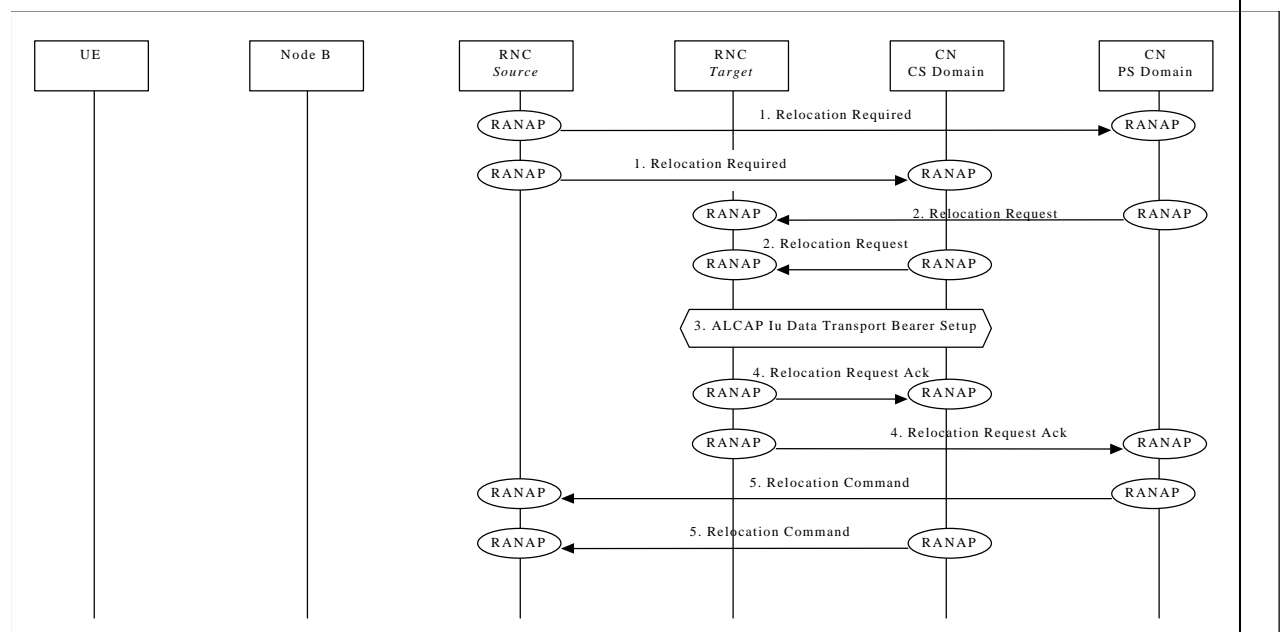 UE
Node B
RNC
Source
RNC
Target
CN
CS Domain
CN
PS Domain
RANAP
1. Relocation Required
RANAP
RANAP
1. Relocation Required
RANAP
RANAP
2. Relocation Request
RANAP
RANAP
2. Relocation Request
RANAP
3. ALCAP Iu Data Transport Bearer Setup
RANAP
4. Relocation Request Ack
RANAP
RANAP
4. Relocation Request Ack
RANAP
RANAP
5. Relocation Command
RANAP
RANAP
5. Relocation Command
RANAP